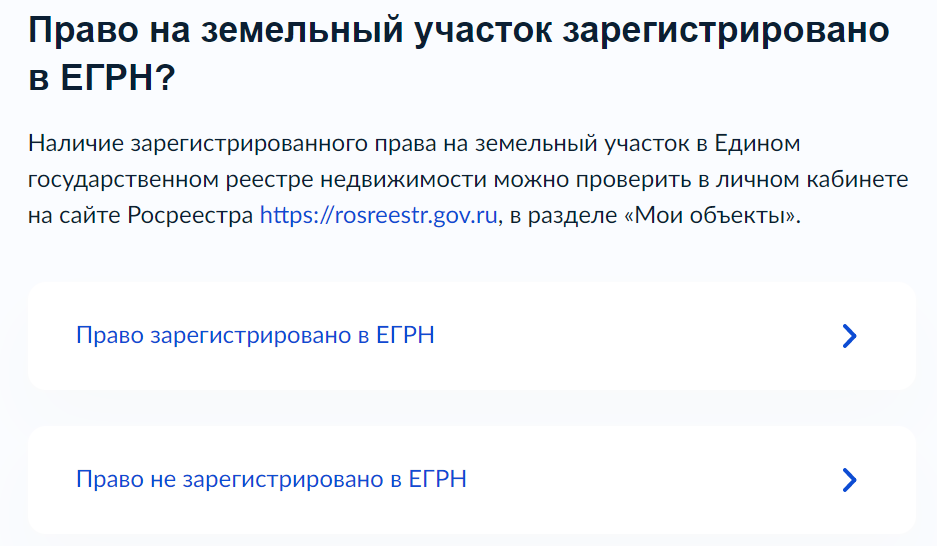 Право на земельный участок зарегистрировано
в ЕГРН?
Наличие зарегистрированного права на земельный участок в Едином
государственном реестре недвижимости можно проверить в личном кабинете
на сайте Росреестра https://rosreestr.gov.ru, в разделе «Мои объекты».
Право зарегистрировано в ЕГРН
Право не зарегистрировано в ЕГРН